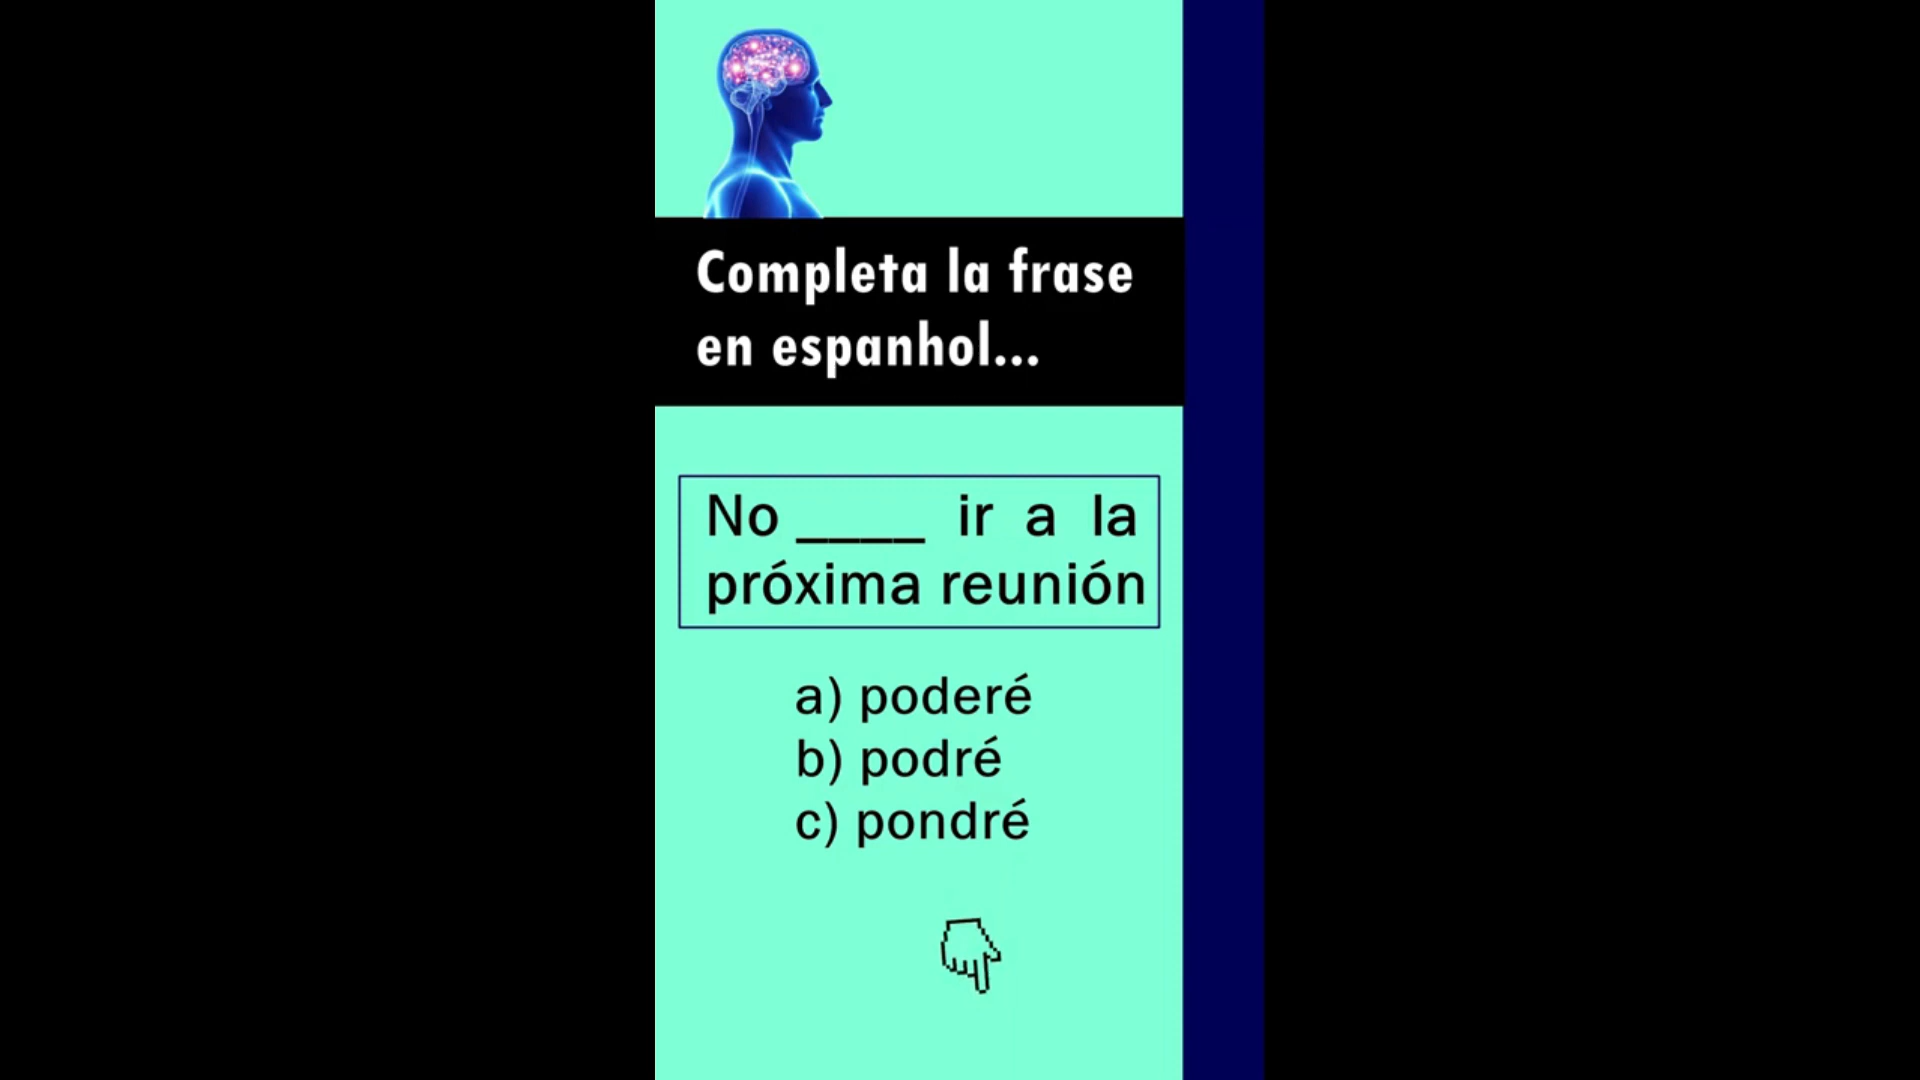 Completa la frase
en espanhol...
No ____ ir a la
próxima reunión
a) poderé
b) podré
c) pondré